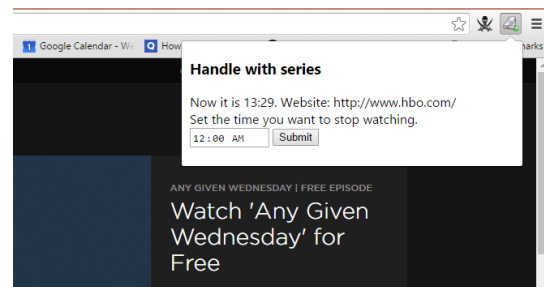 Google Calendar - We
How
narks
Handle with series
Now it is 13:29. Website: http://www.hbo.com/
Set the time you want to stop watching.
12:00 AM Submit
ANY GIVEN WEDNESDAY | FREE EPISODE
Watch 'Any Given
Wednesday' for
Free